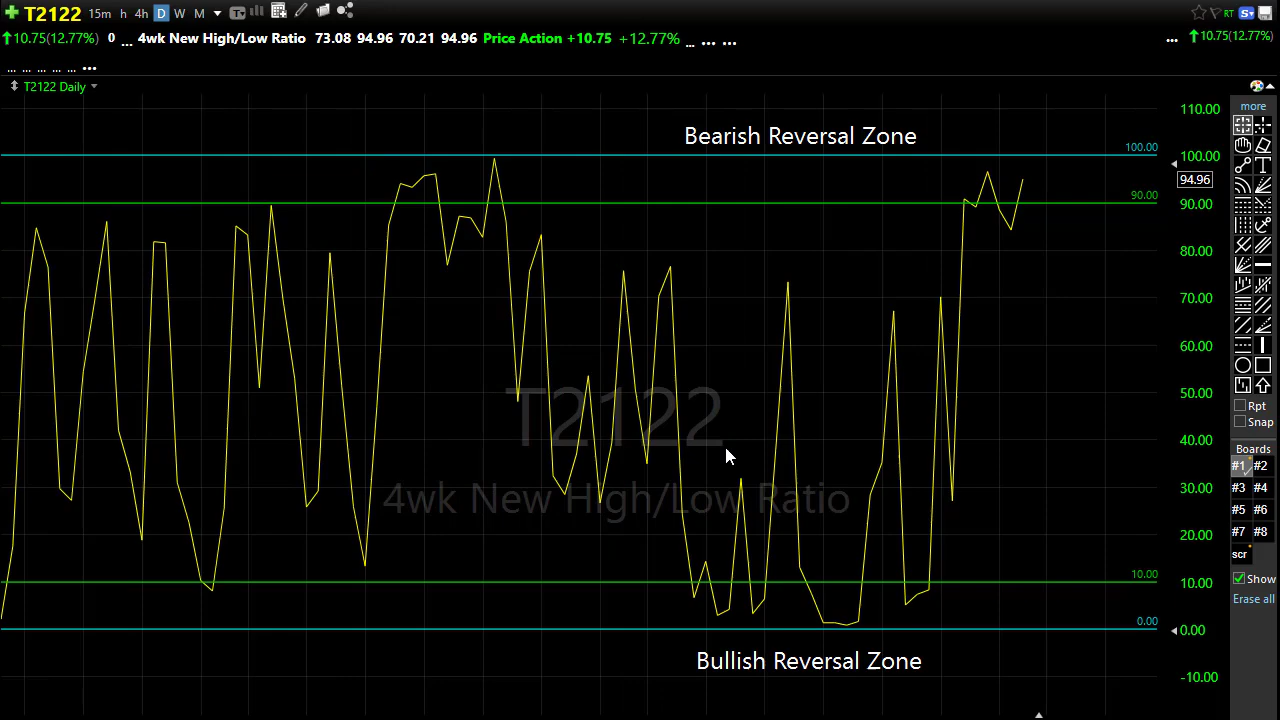 T2122 15m h 4h D W M T
S RT
10.75(12.77%) 0 ... 4wk New High/Low Ratio 73.08 94.96 70.21 94.96 Price Action +10.75 +12.77% ... ... ...
... 10.75(12.77%)
... ... ... ... ... ...
T2122 Daily
more
110.00
Bearish Reversal Zone
100.00
100.00
94.96
90.00
90.00
80.00
70.00
60.00
50.00
40.00
30.00
20.00
10.00
10.00
0.00
0.00
-10.00
T2122
4wk New High/Low Ratio
Bullish Reversal Zone
T
Rpt
Snap
Boards
#1 #2
#3 #4
#5 #6
#7 #8
scr
Show
Erase all